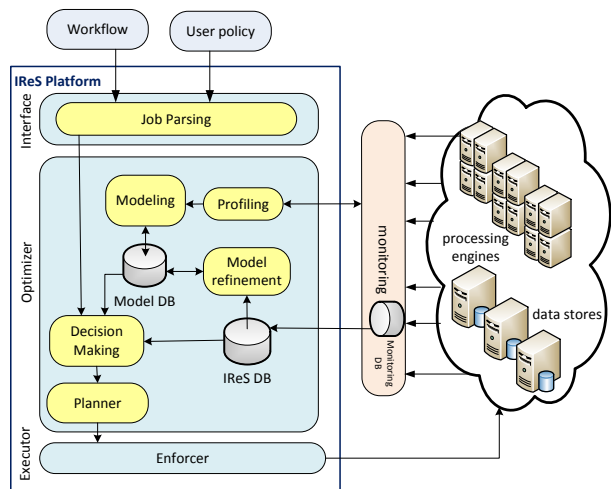 Workflow
User policy
IReS Platform
Interface
Job Parsing
Optimizer
Modeling
Profiling
Model DB
Model
refinement
Decision
Making
IReS DB
Planner
Executor
Enforcer
monitoring
Monitoring
DB
processing
engines
data stores